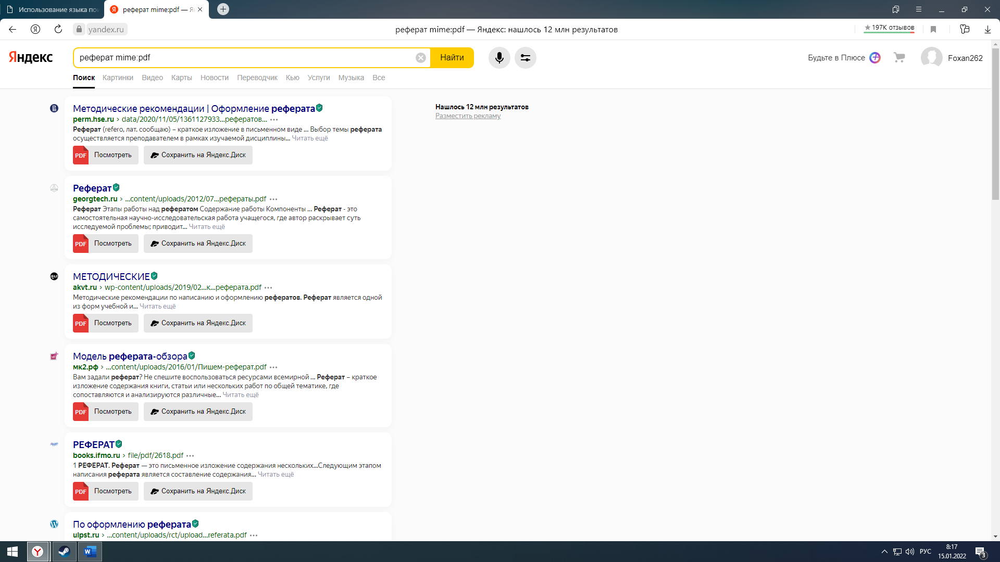 Использование языка пои
реферат mime:pdf — Я
yandex.ru
реферат mime:pdf — Яндекс: нашлось 12 млн результатов
197K отзывов
Яндекс
реферат mime:pdf
Найти
Будьте в Плюсе
Foxan262
Поиск Картинки Видео Карты Новости Переводчик Кью Услуги Музыка Все
Методические рекомендации | Оформление реферата
perm.hse.ru › data/2020/11/05/1361127933...рефератов...
Реферат (refero, лат. сообщаю) – краткое изложение в письменном виде ... Выбор темы реферата
осуществляется преподавателем в рамках изучаемой дисциплины... Читать ещё
PDF Посмотреть Сохранить на Яндекс.Диск
Нашлось 12 млн результатов
Разместить рекламу
Реферат
georgtech.ru › ...content/uploads/2012/07...рефераты.pdf
Реферат Этапы работы над рефератом Содержание работы Компоненты ... Реферат - это
самостоятельная научно-исследовательская работа учащегося, где автор раскрывает суть
исследуемой проблемы; приводит... Читать ещё
PDF Посмотреть Сохранить на Яндекс.Диск
МЕТОДИЧЕСКИЕ
akvt.ru › wp-content/uploads/2019/02...к...реферата.pdf
Методические рекомендации по написанию и оформлению рефератов. Реферат является одной
из форм учебной и... Читать ещё
PDF Посмотреть Сохранить на Яндекс.Диск
Модель реферата-обзора
мк2.рф › ...content/uploads/2016/01/Пишем-реферат.pdf
Вам задали реферат? Не спешите воспользоваться ресурсами всемирной ... Реферат – краткое
изложение содержания книги, статьи или нескольких работ по общей тематике, где
сопоставляются и анализируются различные... Читать ещё
PDF Посмотреть Сохранить на Яндекс.Диск
РЕФЕРАТ
books.ifmo.ru › file/pdf/2618.pdf
1 РЕФЕРАТ. Реферат — это письменное изложение содержания нескольких...Следующим этапом
написания реферата является составление содержания... Читать ещё
PDF Посмотреть Сохранить на Яндекс.Диск
По оформлению реферата
ulpst.ru › ...content/uploads/rct/upload...referata.pdf
РУС
8:17
15.01.2022
3